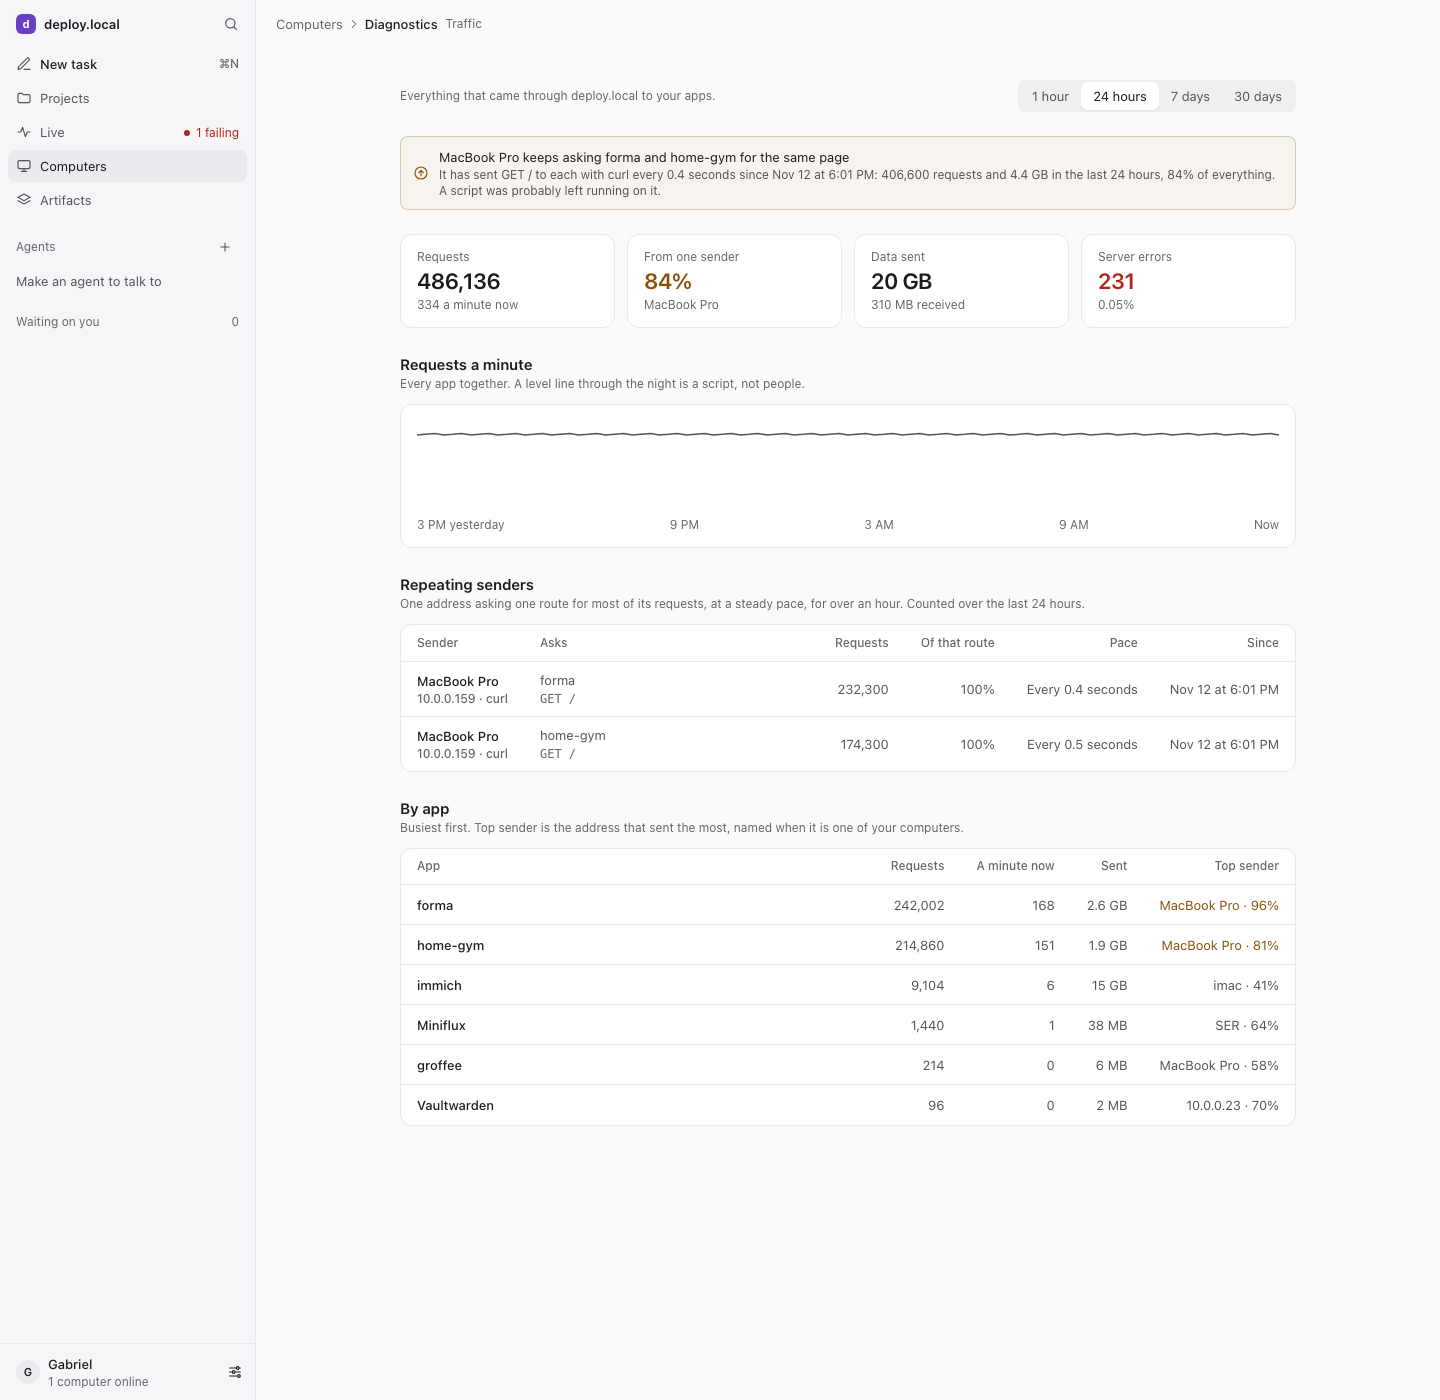 d deploy.local
New task ⌘N
Projects
Live 1 failing
Computers
Artifacts
Agents
Make an agent to talk to
Waiting on you 0
G Gabriel
1 computer online
Computers Diagnostics Traffic
Everything that came through deploy.local to your apps.
1 hour 24 hours 7 days 30 days
MacBook Pro keeps asking forma and home-gym for the same page
It has sent GET / to each with curl every 0.4 seconds since Nov 12 at 6:01 PM: 406,600 requests and 4.4 GB in the last 24 hours, 84% of everything.
A script was probably left running on it.
Requests
486,136
334 a minute now
From one sender
84%
MacBook Pro
Data sent
20 GB
310 MB received
Server errors
231
0.05%
Requests a minute
Every app together. A level line through the night is a script, not people.
3 PM yesterday 9 PM 3 AM 9 AM Now
Repeating senders
One address asking one route for most of its requests, at a steady pace, for over an hour. Counted over the last 24 hours.
Sender Asks Requests Of that route Pace Since
MacBook Pro forma
10.0.0.159 · curl GET / 232,300 100% Every 0.4 seconds Nov 12 at 6:01 PM
MacBook Pro home-gym
10.0.0.159 · curl GET / 174,300 100% Every 0.5 seconds Nov 12 at 6:01 PM
By app
Busiest first. Top sender is the address that sent the most, named when it is one of your computers.
App Requests A minute now Sent Top sender
forma 242,002 168 2.6 GB MacBook Pro · 96%
home-gym 214,860 151 1.9 GB MacBook Pro · 81%
immich 9,104 6 15 GB imac · 41%
Miniflux 1,440 1 38 MB SER · 64%
groffee 214 0 6 MB MacBook Pro · 58%
Vaultwarden 96 0 2 MB 10.0.0.23 · 70%